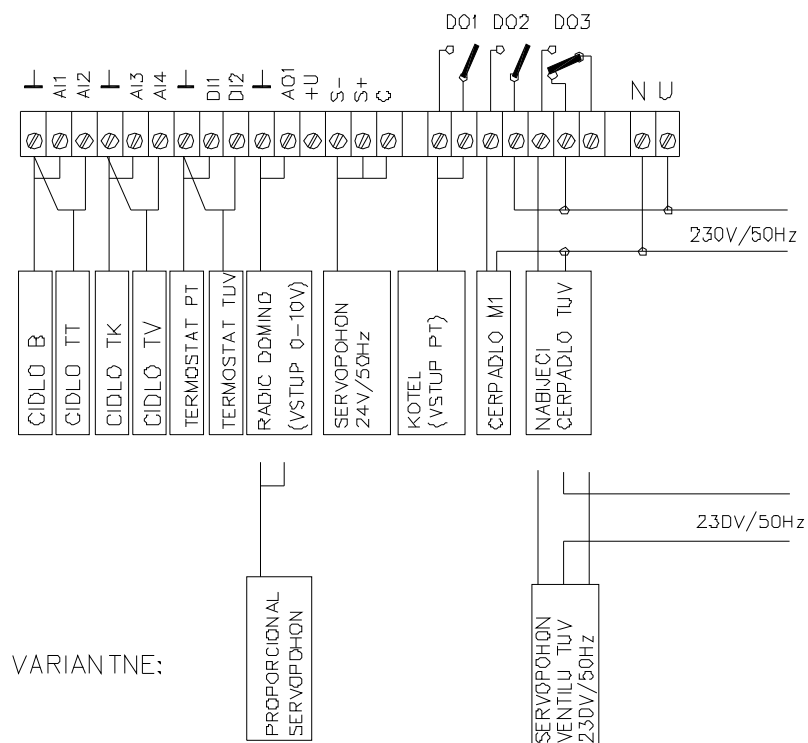 DO1 DO2 DO3
AI1 AI2 AI3 AI4 DI1 DI2 AO1 +U S- S+ C N U
230V/50Hz
CIDLO B
CIDLO TT
CIDLO TK
CIDLO TV
TERMOSTAT PT
TERMOSTAT TUV
RADIC DOMINO
(VSTUP 0-10V)
SERVOPOHON
24V/50Hz
KOTEL
(VSTUP PT)
CERPADLO M1
NABIJECI
CERPADLO TUV
230V/50Hz
VARIANTNE:
PROPORCIONAL
SERVOPOHON
SERVOPOHON
VENTILU TUV
230V/50Hz